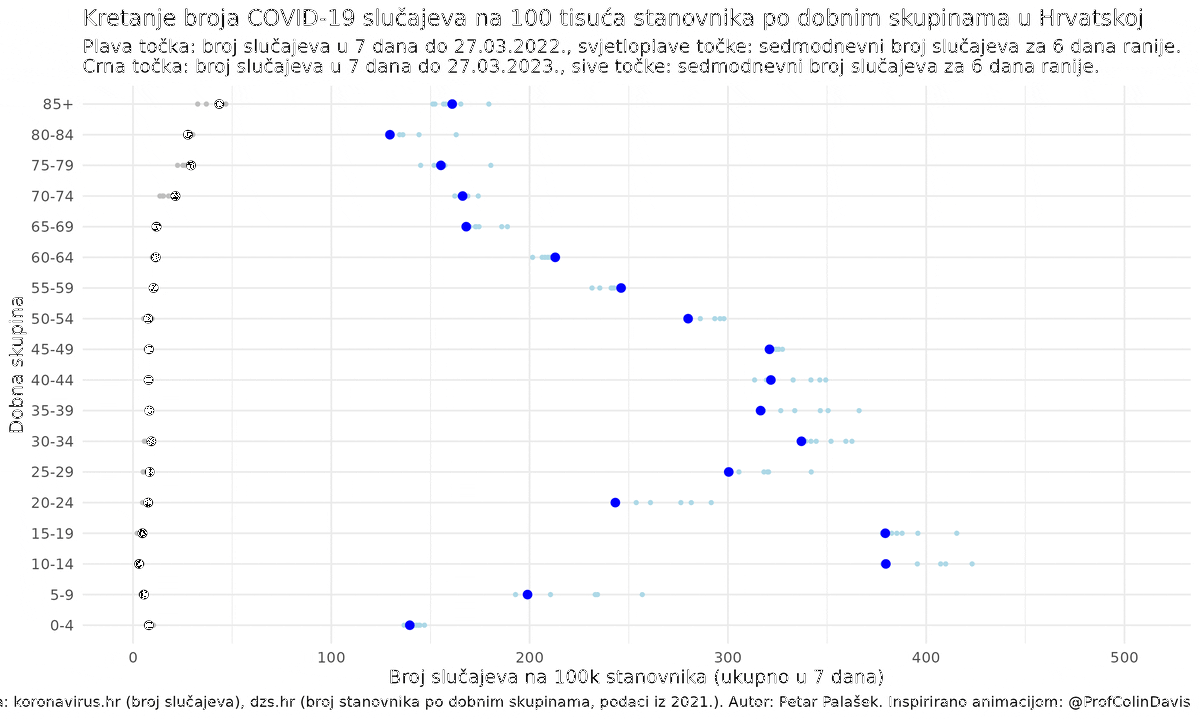 Kretanje broja COVID-19 slučajeva na 100 tisuća stanovnika po dobnim skupinama u Hrvatskoj
Plava točka: broj slučajeva u 7 dana do 27.03.2022., svjetloplave točke: sedmodnevni broj slučajeva za 6 dana ranije.
Crna točka: broj slučajeva u 7 dana do 27.03.2023., sive točke: sedmodnevni broj slučajeva za 6 dana ranije.
Dobna skupina
85+
80-84
75-79
70-74
65-69
60-64
55-59
50-54
45-49
40-44
35-39
30-34
25-29
20-24
15-19
10-14
5-9
0-4
0 100 200 300 400 500
Broj slučajeva na 100k stanovnika (ukupno u 7 dana)
a: koronavirus.hr (broj slučajeva), dzs.hr (broj stanovnika po dobnim skupinama, podaci iz 2021.). Autor: Petar Palašek. Inspirirano animacijom: @ProfColinDavis